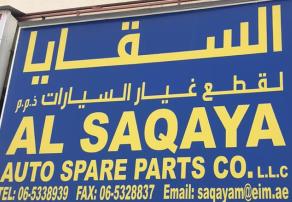 السقايا
لقطع غيار السيارات ذ.م.م
AL SAQAYA
AUTO SPARE PARTS CO. L.L.C
TEL: 06-5338939 FAX: 06-5328837 Email: saqayam@eim.ae